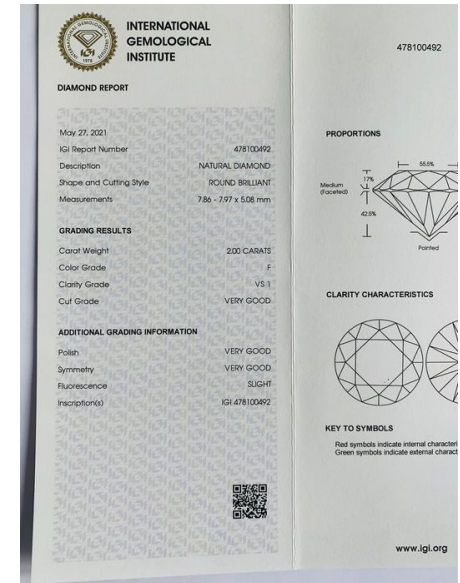 INTERNATIONAL
GEMOLOGICAL
INSTITUTE
IGI
1975
DIAMOND REPORT
May 27, 2021
IGI Report Number 478100492
Description NATURAL DIAMOND
Shape and Cutting Style ROUND BRILLIANT
Measurements 7.86 - 7.97 x 5.08 mm
GRADING RESULTS
Carat Weight 2.00 CARATS
Color Grade F
Clarity Grade VS 1
Cut Grade VERY GOOD
ADDITIONAL GRADING INFORMATION
Polish VERY GOOD
Symmetry VERY GOOD
Fluorescence SLIGHT
Inscription(s) IGI 478100492
478100492
PROPORTIONS
55.5%
17%
Medium
(Faceted)
42.5%
Pointed
CLARITY CHARACTERISTICS
KEY TO SYMBOLS
Red symbols indicate internal characteri
Green symbols indicate external charact
www.igi.org